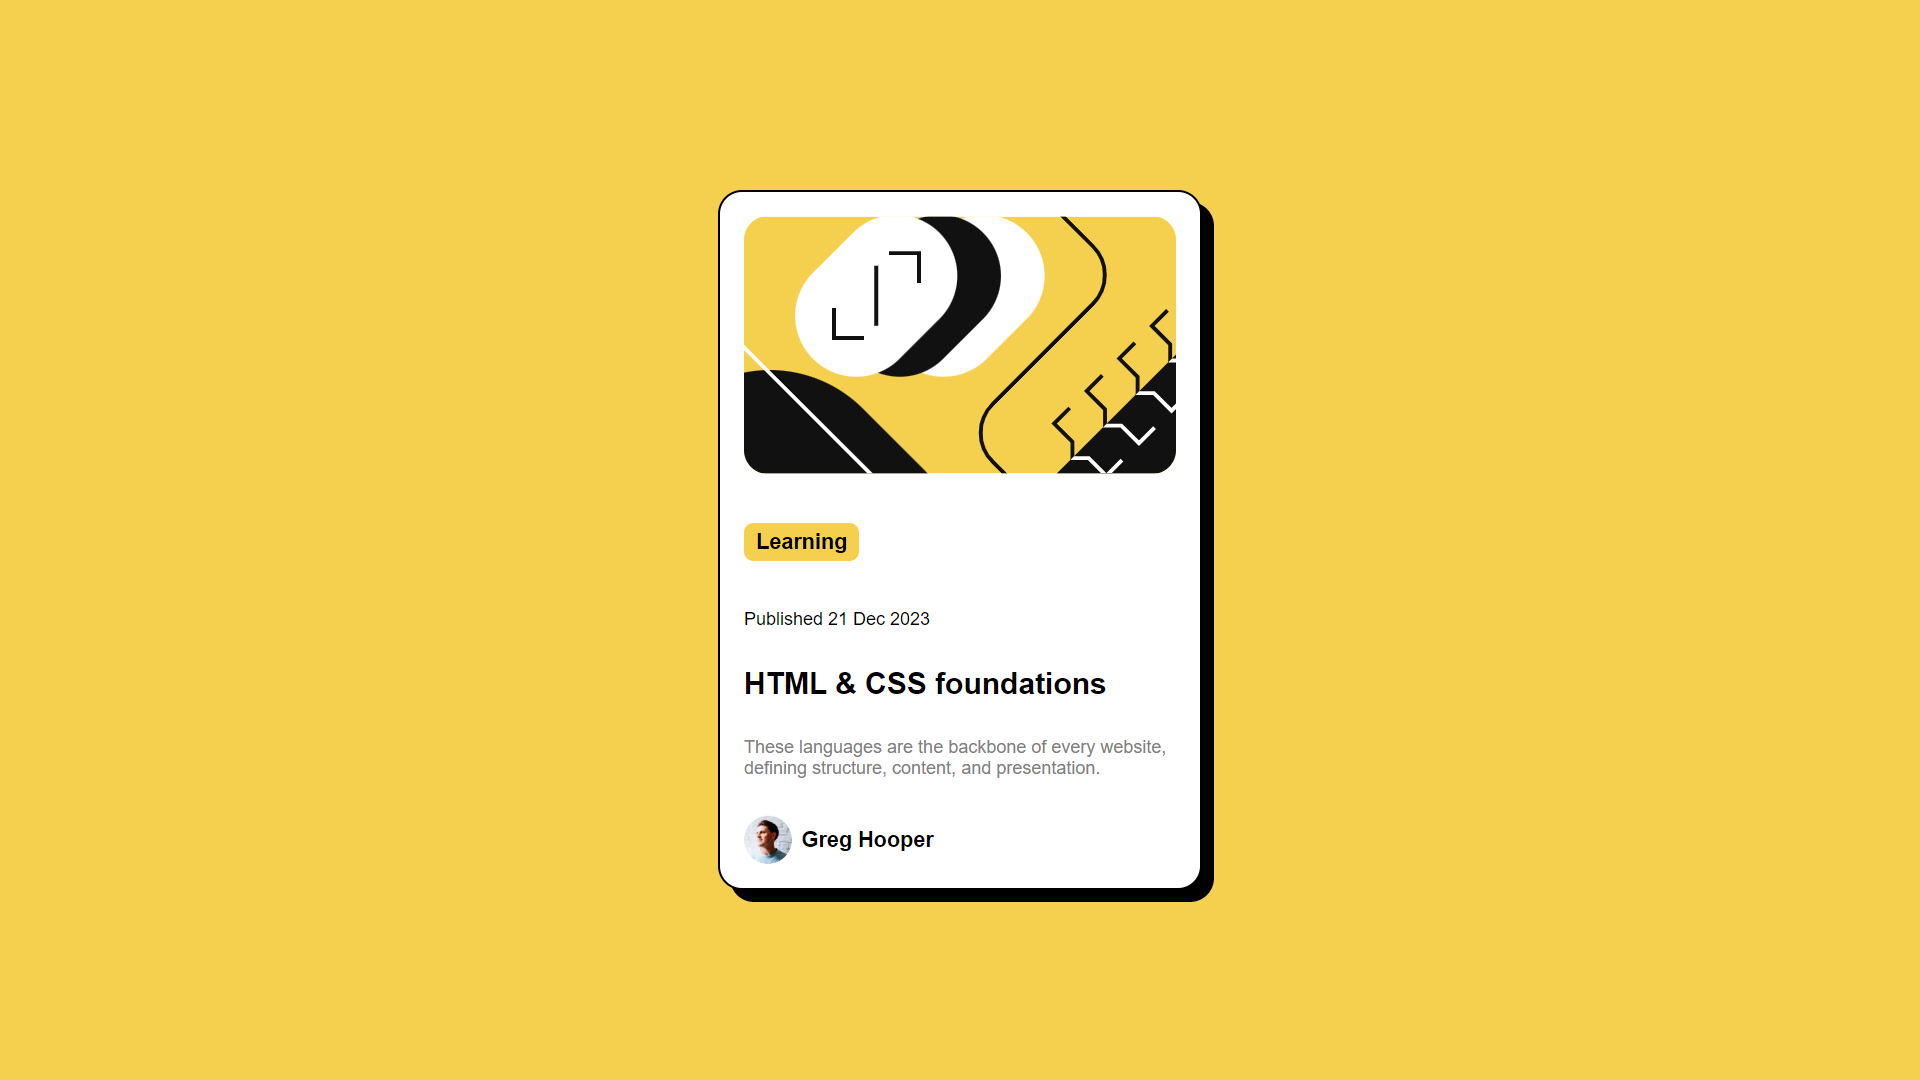 Learning
Published 21 Dec 2023
HTML & CSS foundations
These languages are the backbone of every website,
defining structure, content, and presentation.
Greg Hooper